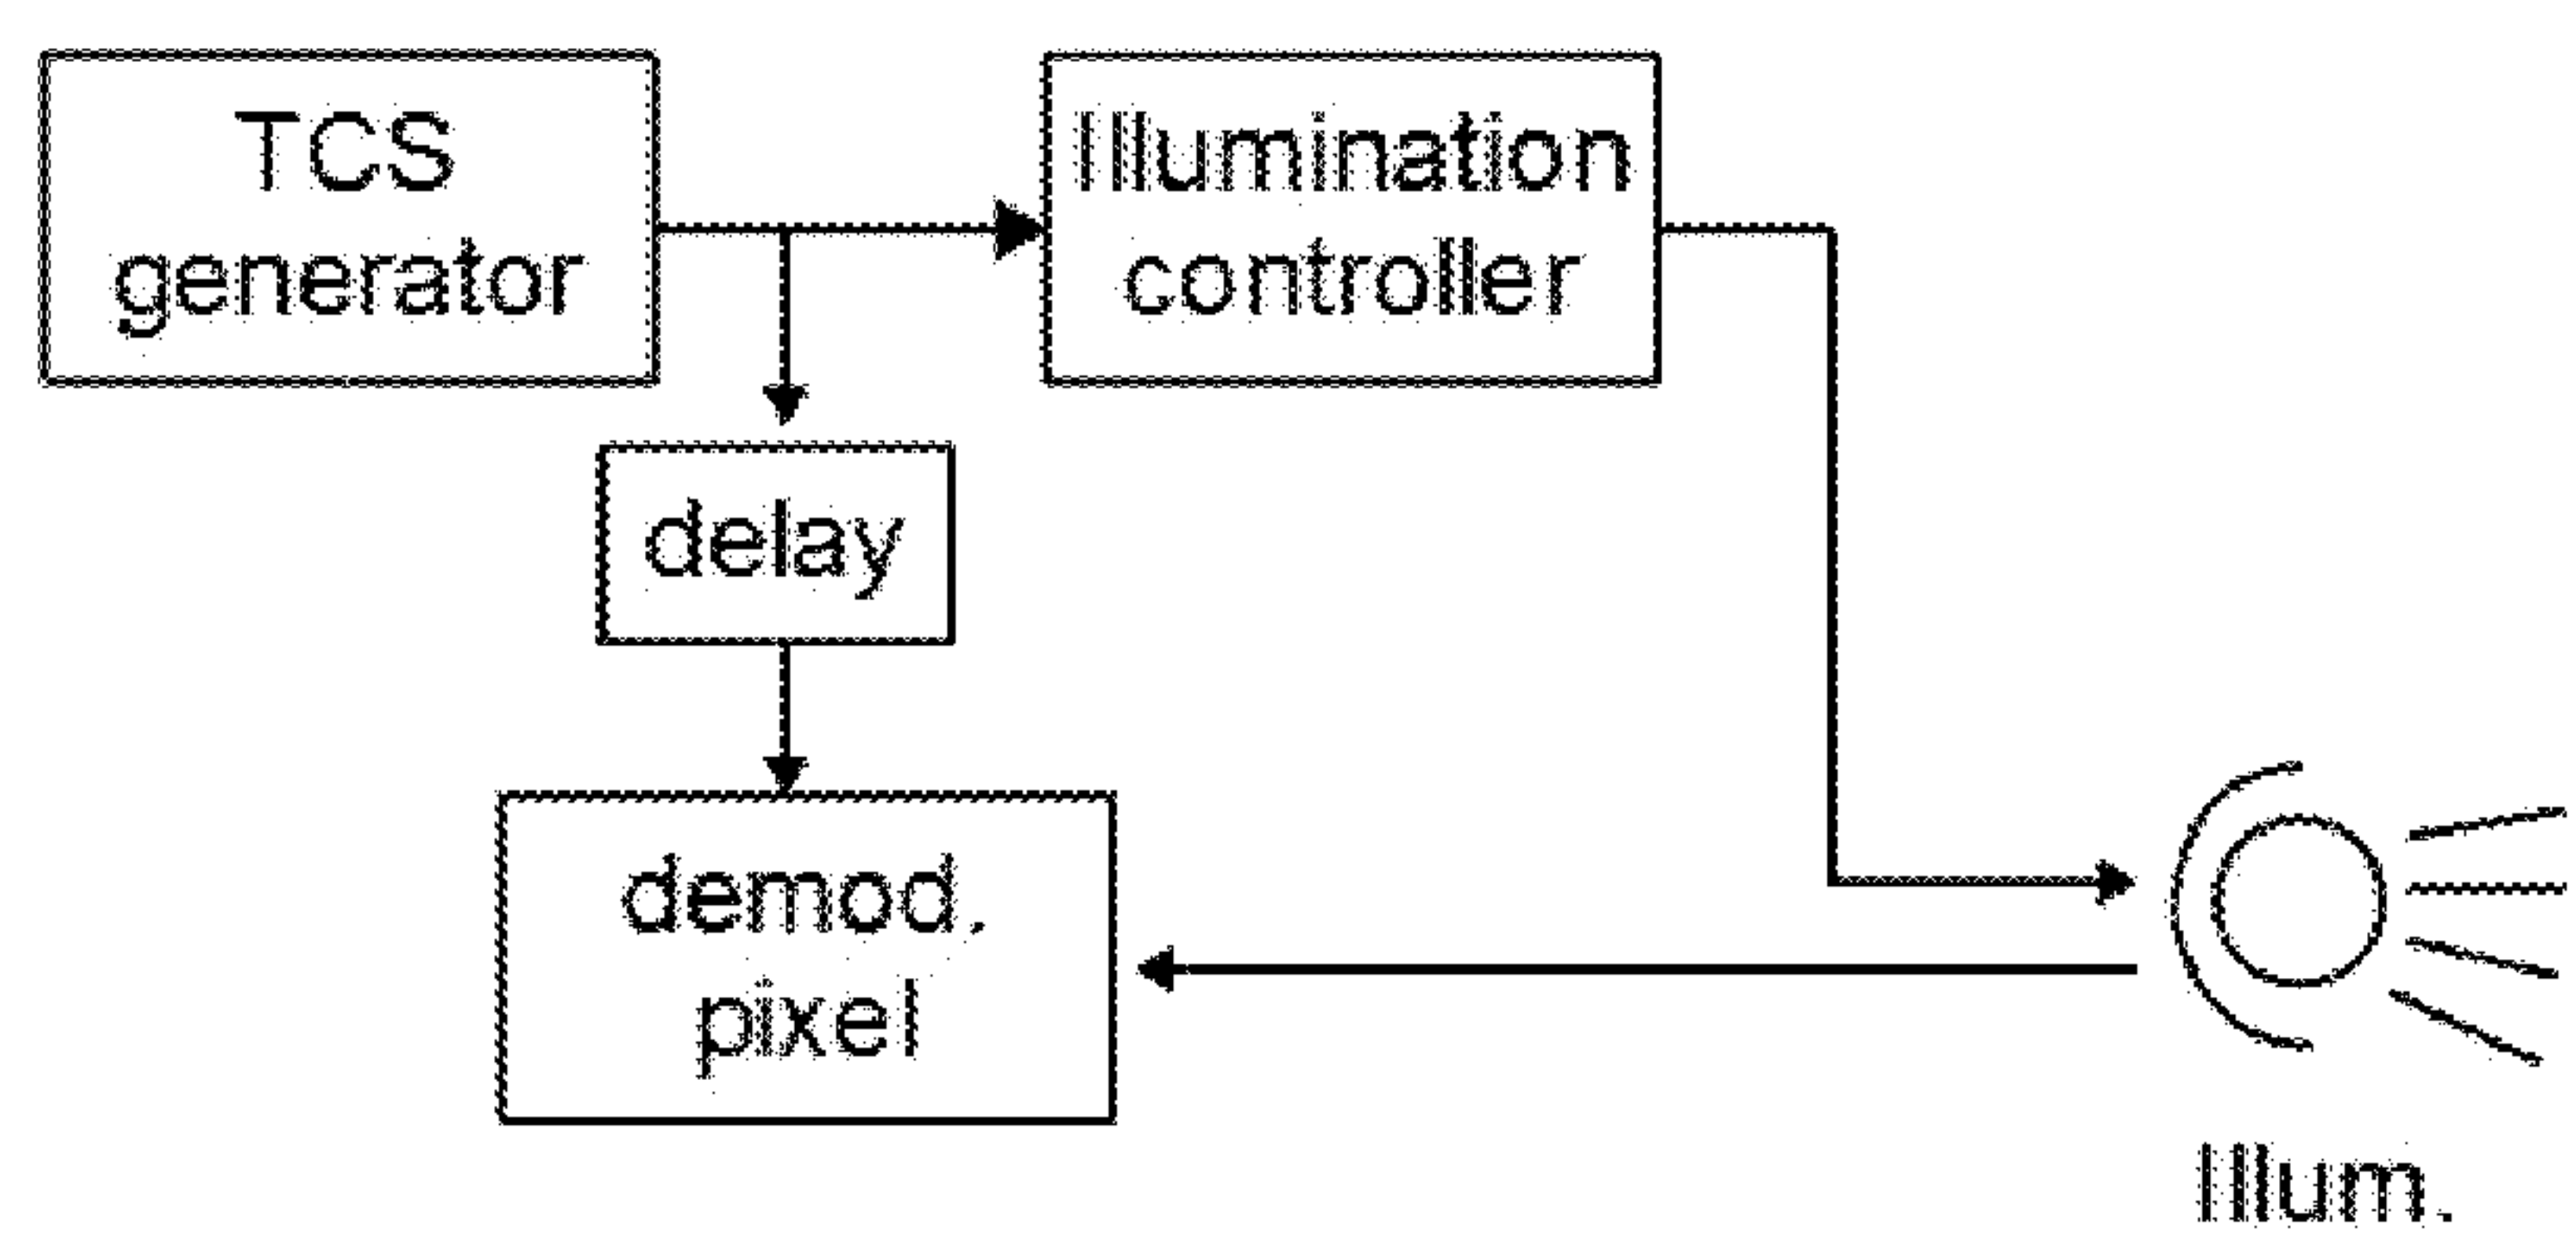 TCS
generator
Illumination
controller
delay
demod.
pixel
Illum.